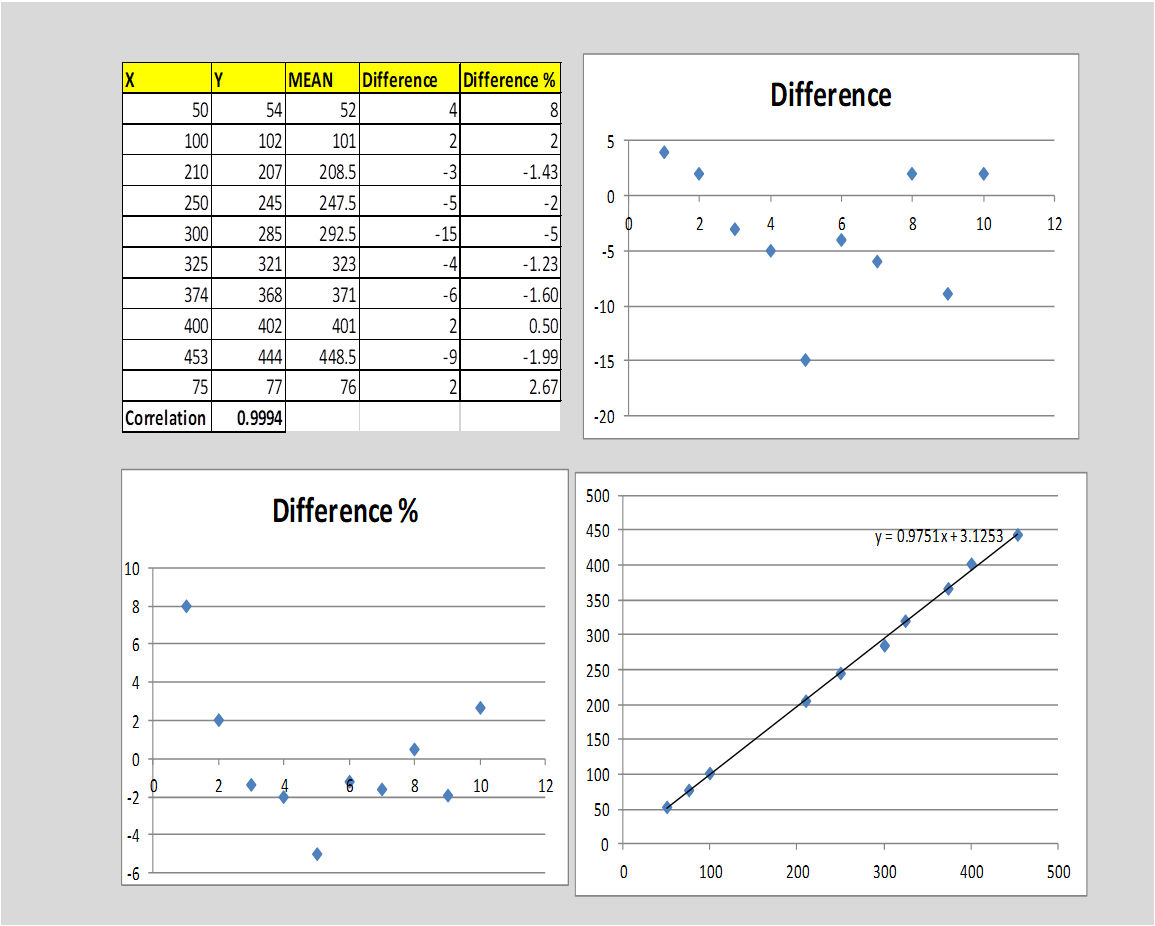 X Y MEAN Difference Difference %
50 54 52 4 8
100 102 101 2 2
210 207 208.5 -3 -1.43
250 245 247.5 -5 -2
300 285 292.5 -15 -5
325 321 323 -4 -1.23
374 368 371 -6 -1.60
400 402 401 2 0.50
453 444 448.5 -9 -1.99
75 77 76 2 2.67
Correlation 0.9994
Difference
5
0
0 2 4 6 8 10 12
-5
-10
-15
-20
Difference %
10
8
6
4
2
0
0 2 4 6 8 10 12
-2
-4
-6
500
450
y = 0.9751x + 3.1253
400
350
300
250
200
150
100
50
0
0 100 200 300 400 500